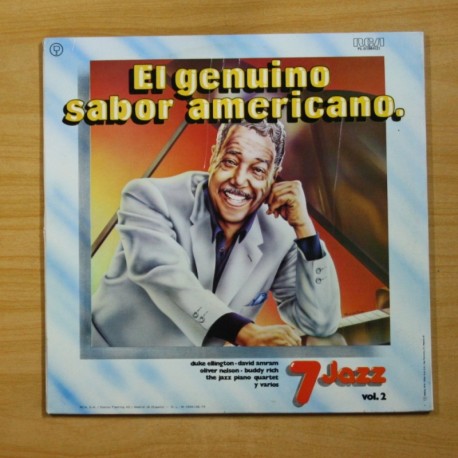 RCA
El genuino
sabor americano.
duke ellington - david amram
oliver nelson - buddy rich
the jazz piano quartet
y varios
7 Jazz
vol. 2